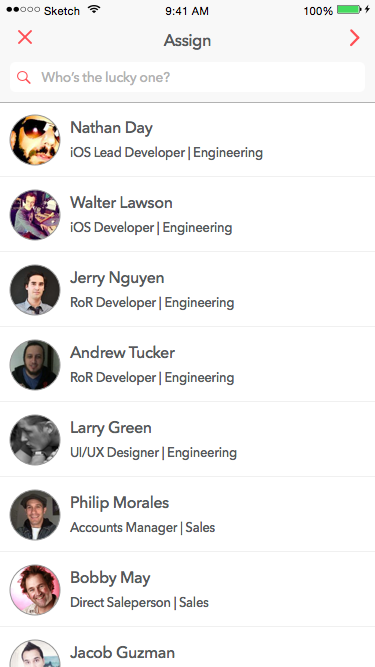 Sketch 9:41 AM 100%
Assign
Who's the lucky one?
Nathan Day
iOS Lead Developer | Engineering
Walter Lawson
iOS Developer | Engineering
Jerry Nguyen
RoR Developer | Engineering
Andrew Tucker
RoR Developer | Engineering
Larry Green
UI/UX Designer | Engineering
Philip Morales
Accounts Manager | Sales
Bobby May
Direct Saleperson | Sales
Jacob Guzman